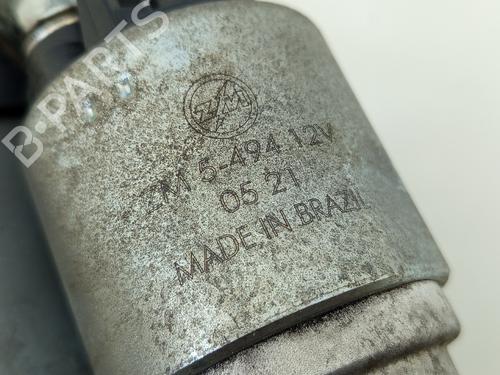 B-PARTS
ZM
ZM 5-494 12V
05 21
MADE IN BRAZIL